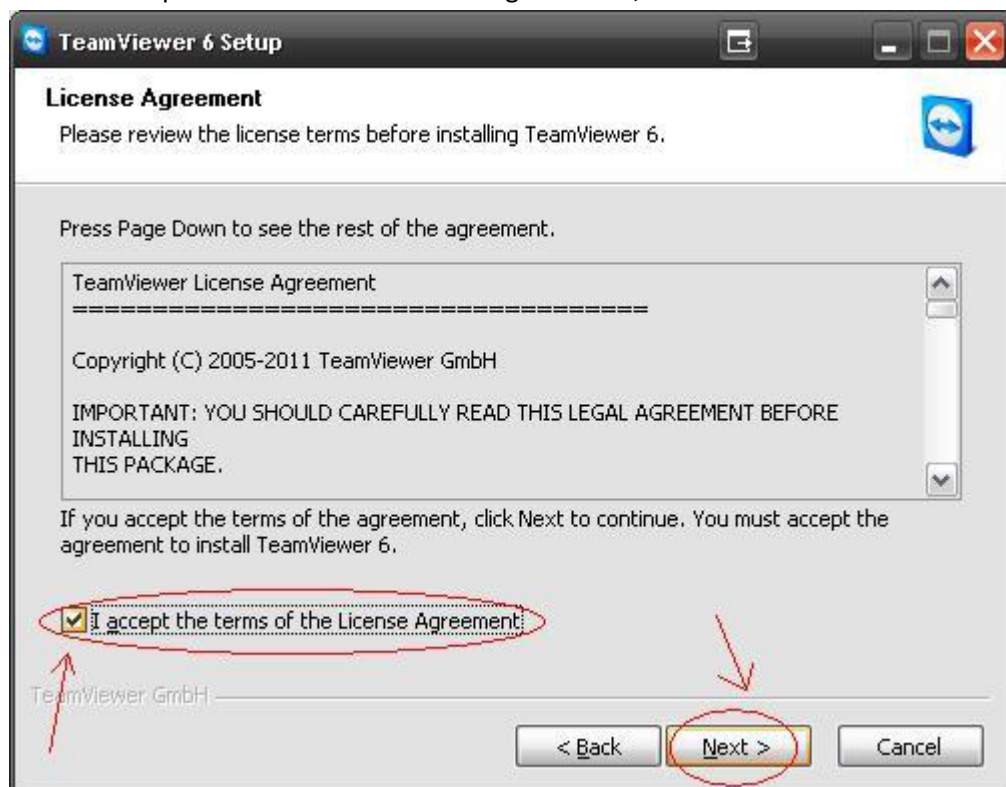 TeamViewer 6 Setup
License Agreement
Please review the license terms before installing TeamViewer 6.
Press Page Down to see the rest of the agreement.
TeamViewer License Agreement
====================================
Copyright (C) 2005-2011 TeamViewer GmbH
IMPORTANT: YOU SHOULD CAREFULLY READ THIS LEGAL AGREEMENT BEFORE
INSTALLING
THIS PACKAGE.
If you accept the terms of the agreement, click Next to continue. You must accept the
agreement to install TeamViewer 6.
I accept the terms of the License Agreement
TeamViewer GmbH
< Back Next > Cancel